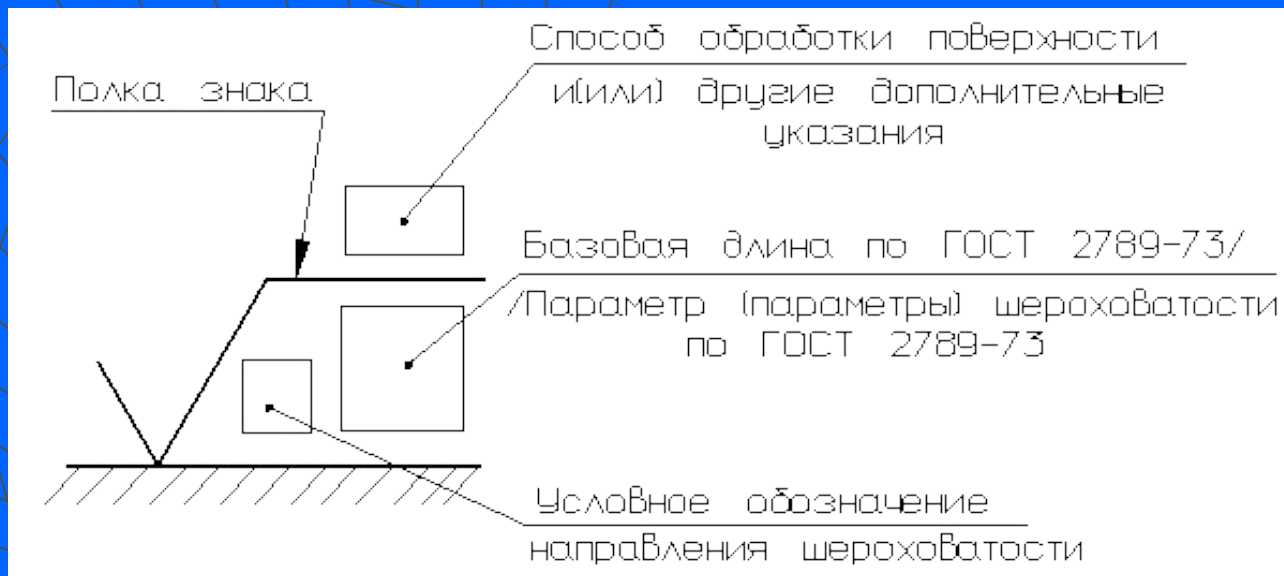 Способ обработки поверхности
и(или) другие дополнительные
указания
Полка знака
Базовая длина по ГОСТ 2789-73/
/Параметр (параметры) шероховатости
по ГОСТ 2789-73
Условное обозначение
направления шероховатости